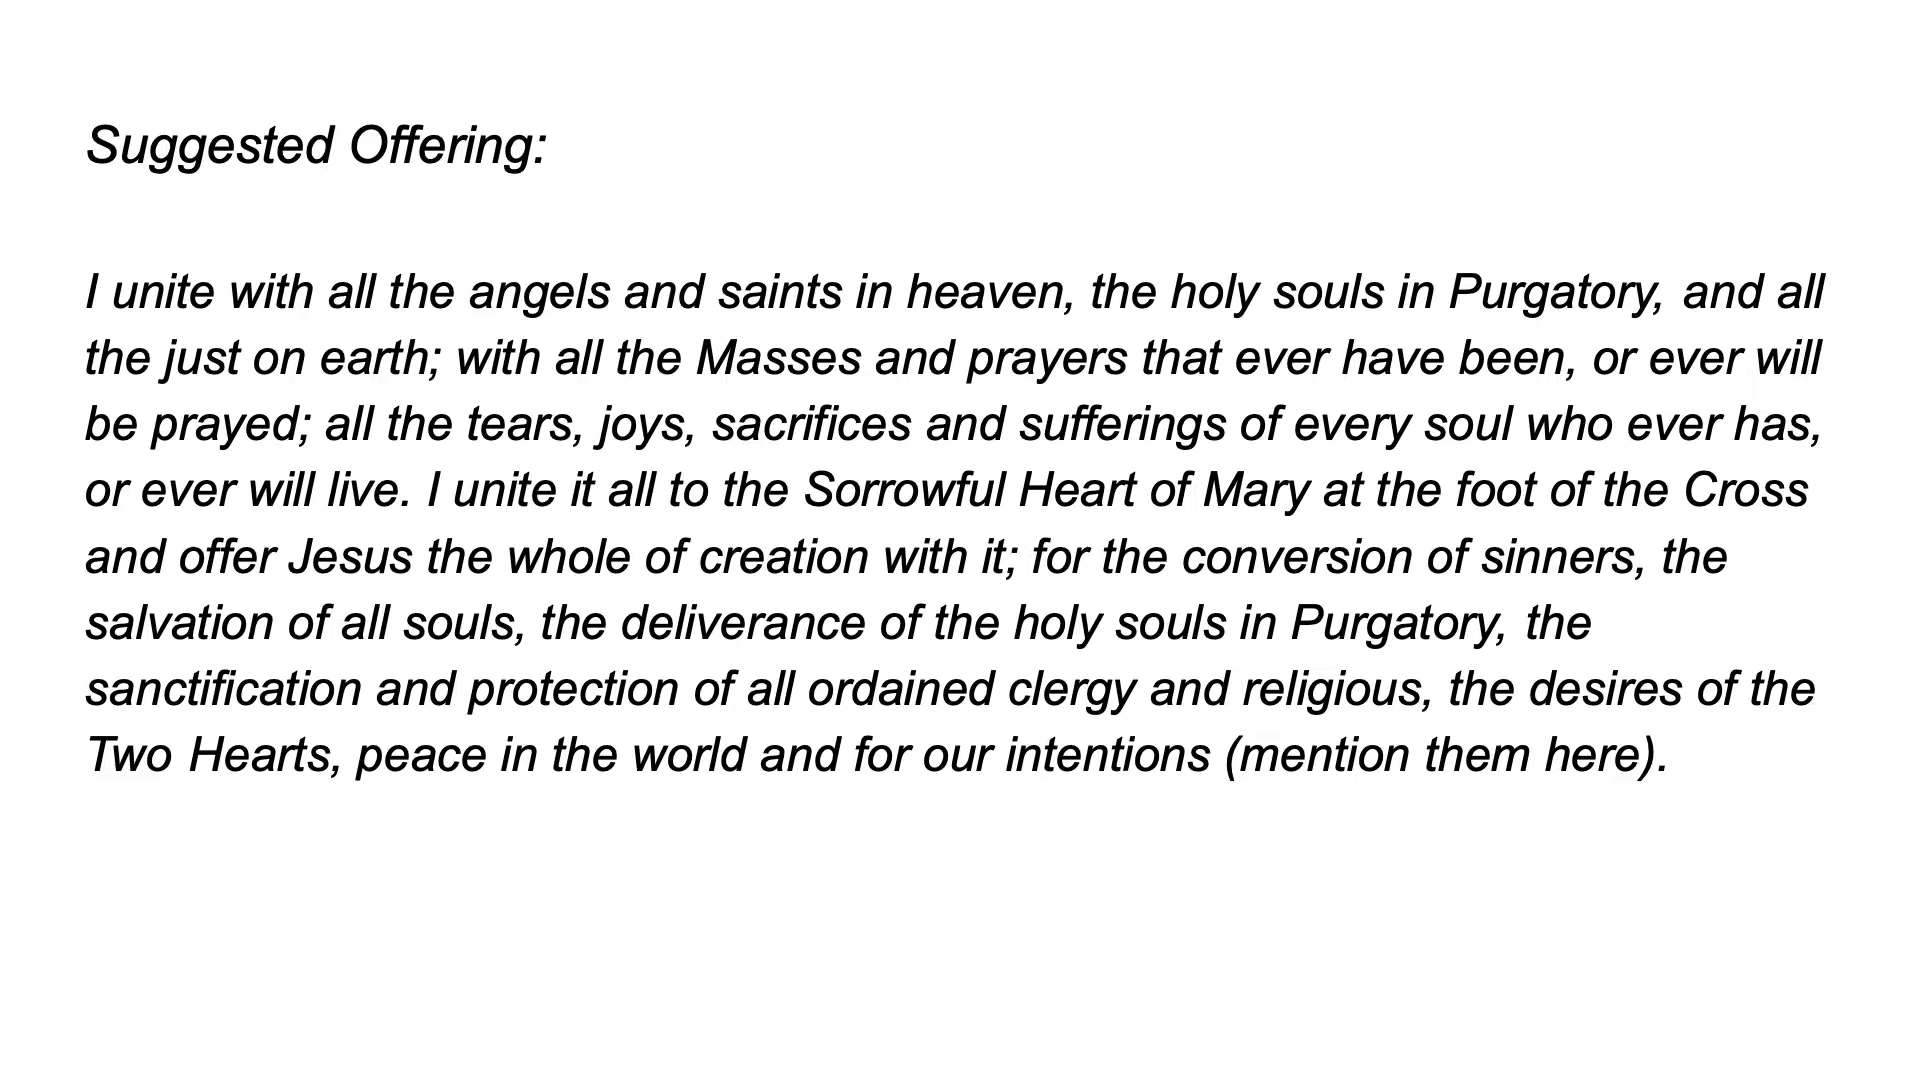 Suggested Offering:
I unite with all the angels and saints in heaven, the holy souls in Purgatory, and all
the just on earth; with all the Masses and prayers that ever have been, or ever will
be prayed; all the tears, joys, sacrifices and sufferings of every soul who ever has,
or ever will live. I unite it all to the Sorrowful Heart of Mary at the foot of the Cross
and offer Jesus the whole of creation with it; for the conversion of sinners, the
salvation of all souls, the deliverance of the holy souls in Purgatory, the
sanctification and protection of all ordained clergy and religious, the desires of the
Two Hearts, peace in the world and for our intentions (mention them here).